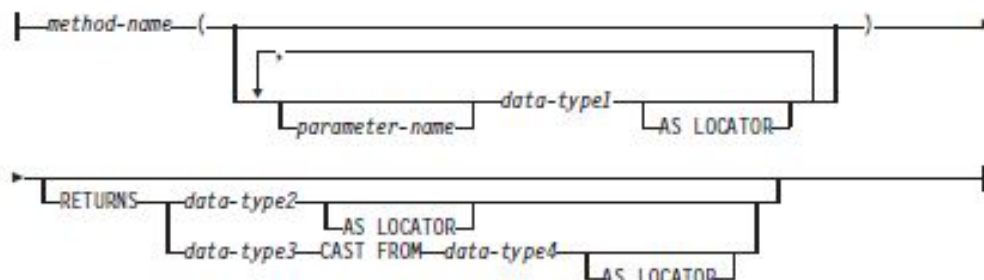 method-name ( )
,
data-type1
parameter-name AS LOCATOR
RETURNS data-type2
AS LOCATOR
data-type3 CAST FROM data-type4
AS LOCATOR